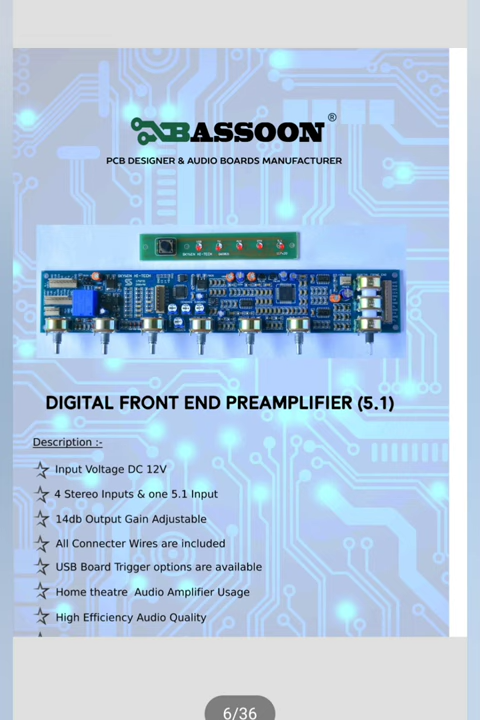 BASSOON®
PCB DESIGNER & AUDIO BOARDS MANUFACTURER
DIGITAL FRONT END PREAMPLIFIER (5.1)
Description :-
Input Voltage DC 12V
4 Stereo Inputs & one 5.1 Input
14db Output Gain Adjustable
All Connecter Wires are included
USB Board Trigger options are available
Home theatre Audio Amplifier Usage
High Efficiency Audio Quality
6/36